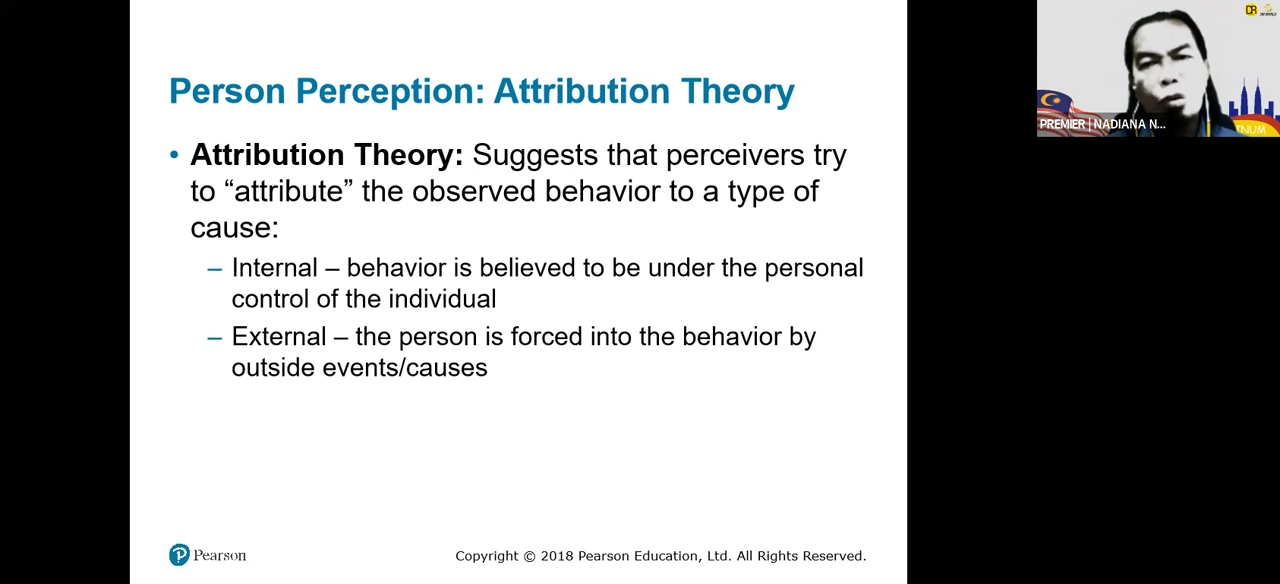 Person Perception: Attribution Theory
• Attribution Theory: Suggests that perceivers try
to “attribute” the observed behavior to a type of
cause:
– Internal – behavior is believed to be under the personal
control of the individual
– External – the person is forced into the behavior by
outside events/causes
Pearson
Copyright © 2018 Pearson Education, Ltd. All Rights Reserved.
DR
PREMIER | NADIANA N...
TNUM